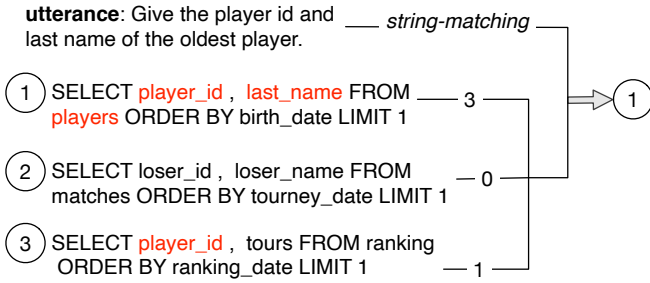 utterance: Give the player id and
last name of the oldest player.
string-matching
1 SELECT player_id , last_name FROM
players ORDER BY birth_date LIMIT 1
3
2 SELECT loser_id , loser_name FROM
matches ORDER BY tourney_date LIMIT 1
0
3 SELECT player_id , tours FROM ranking
ORDER BY ranking_date LIMIT 1
1
1